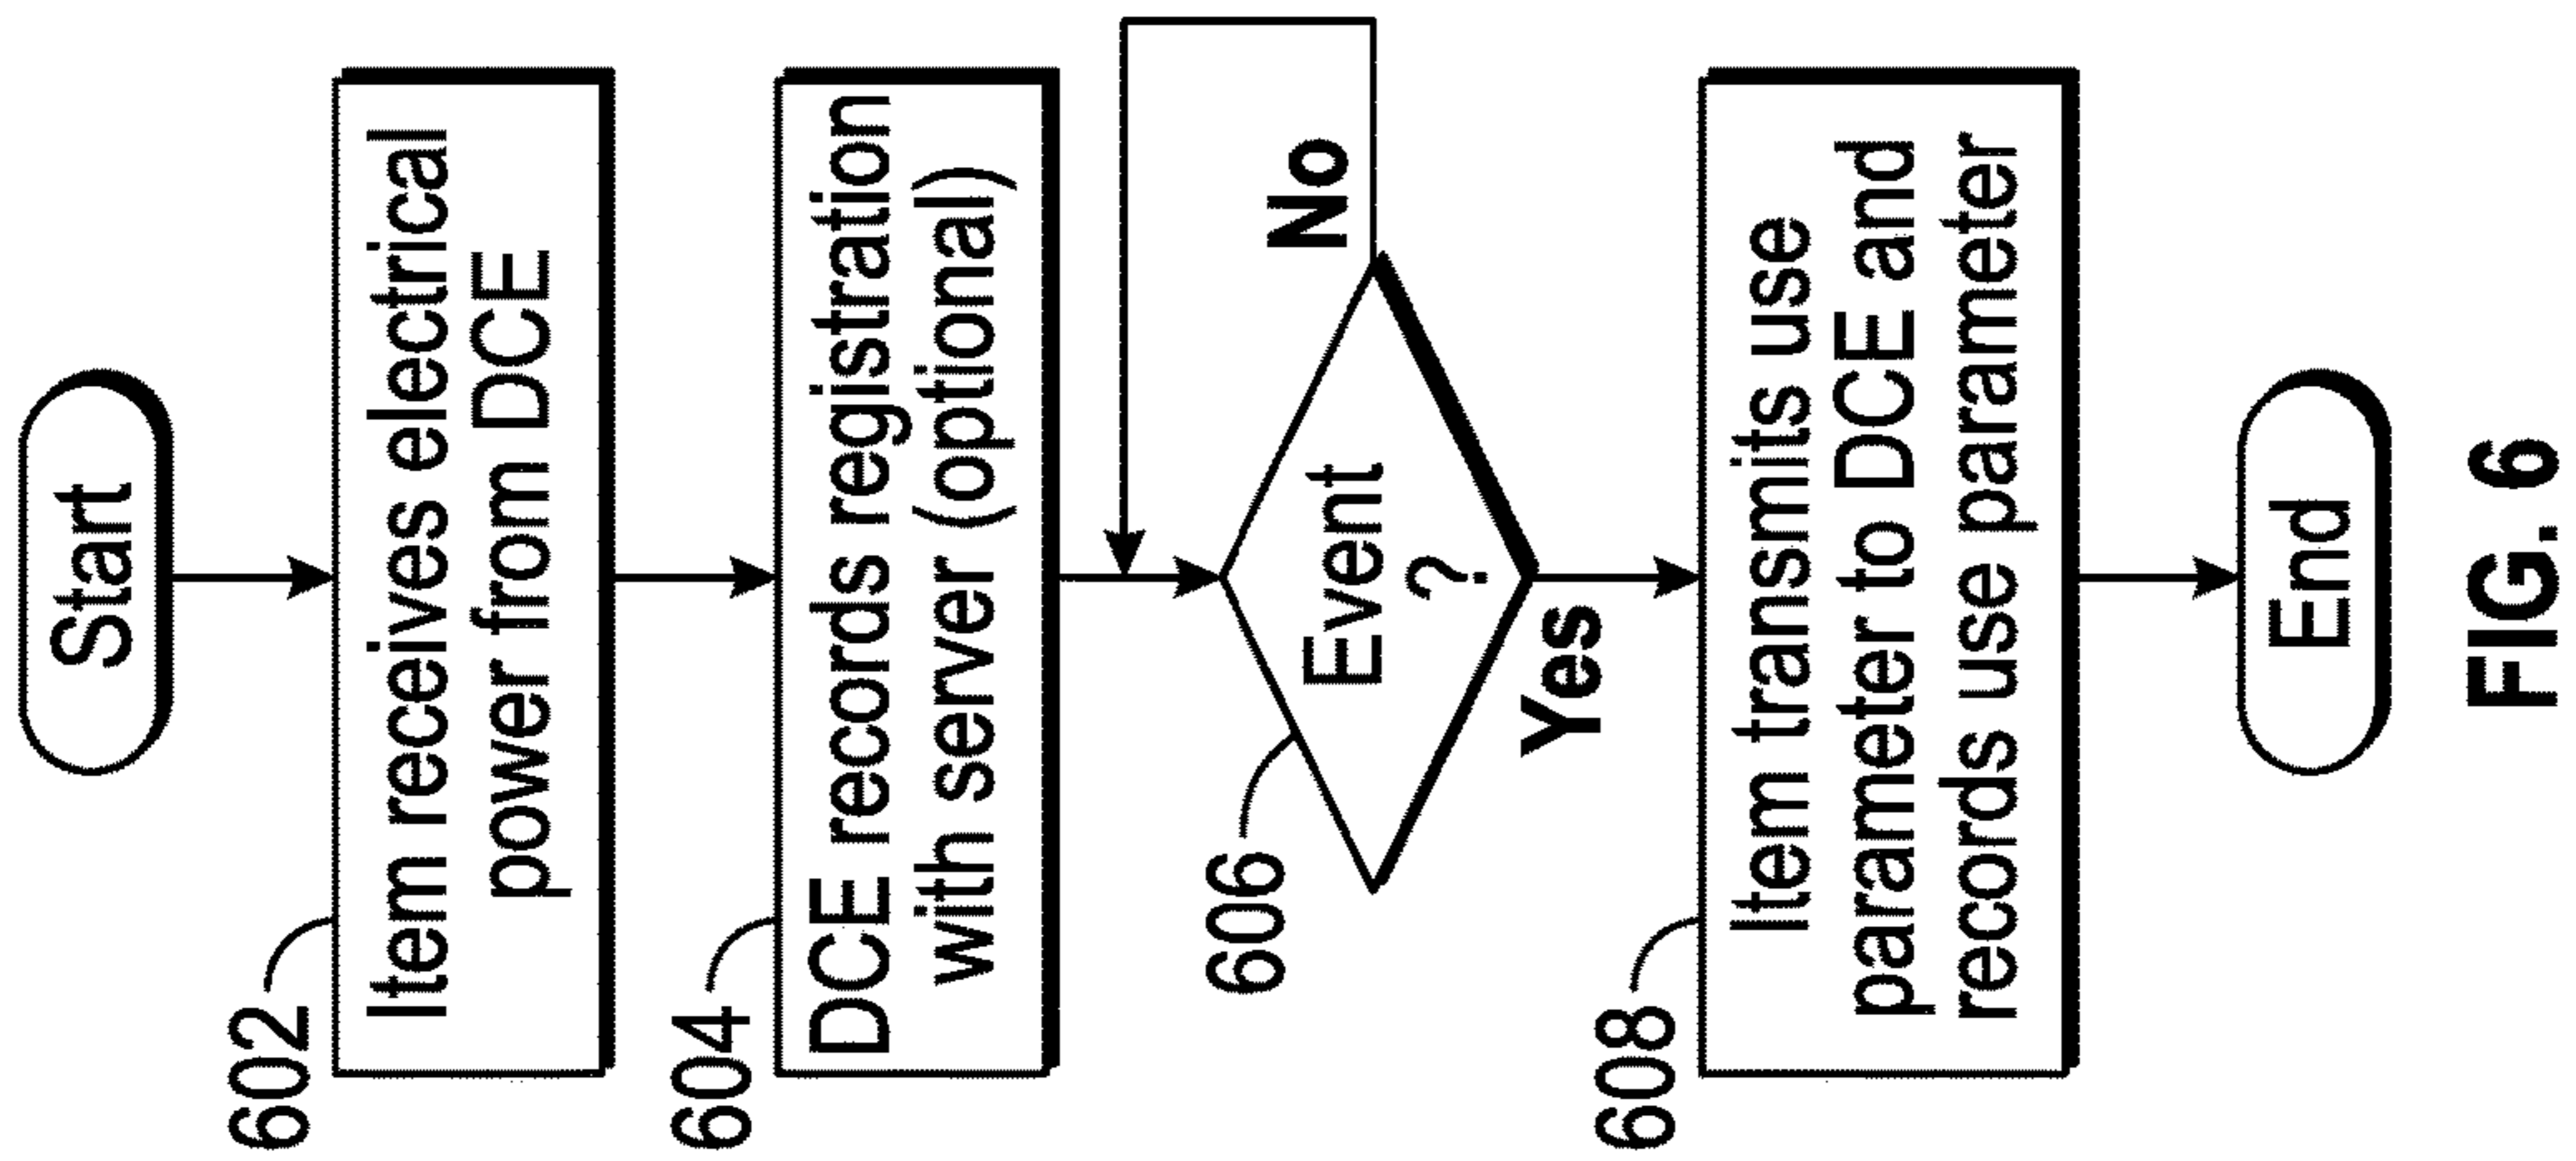 Start
602
Item receives electrical
power from DCE
604
DCE records registration
with server (optional)
606
Event
?
No
Yes
608
Item transmits use
parameter to DCE and
records use parameter
End
FIG. 6